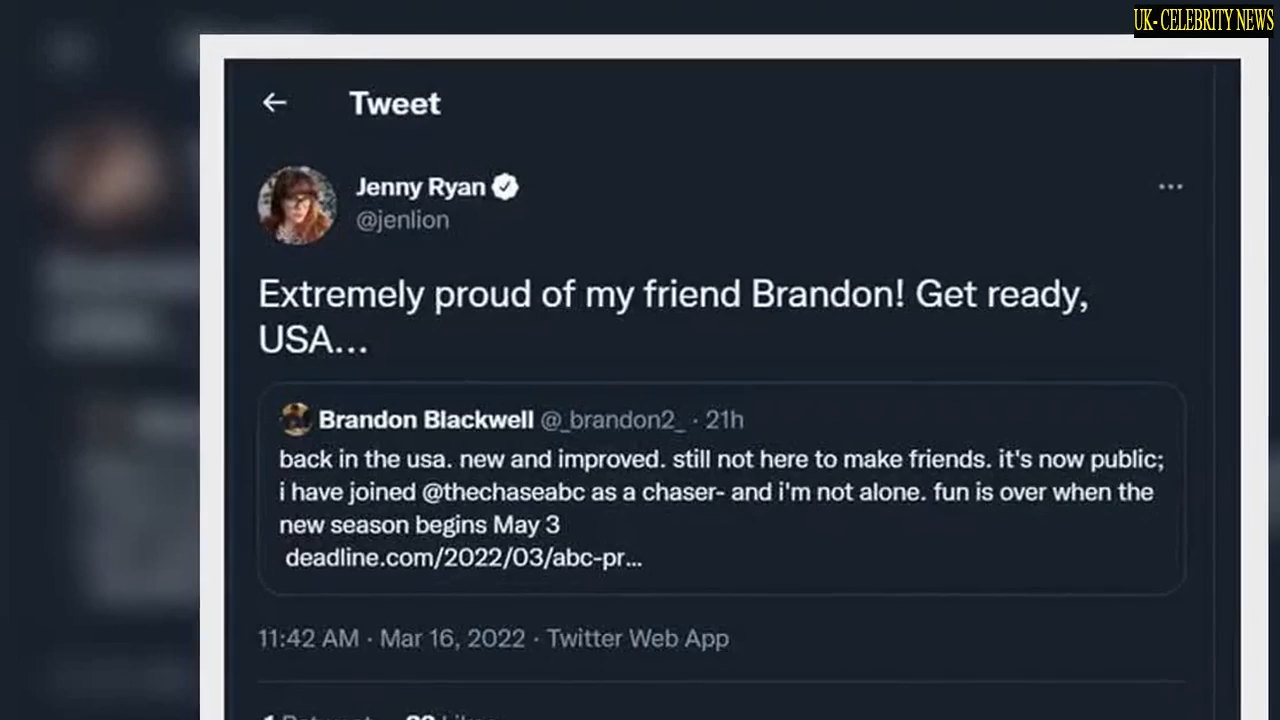 UK- CELEBRITY NEWS
← Tweet
Jenny Ryan
@jenlion
Extremely proud of my friend Brandon! Get ready,
USA...
Brandon Blackwell @_brandon2_ · 21h
back in the usa. new and improved. still not here to make friends. it's now public;
i have joined @thechaseabc as a chaser- and i'm not alone. fun is over when the
new season begins May 3
deadline.com/2022/03/abc-pr...
11:42 AM · Mar 16, 2022 · Twitter Web App